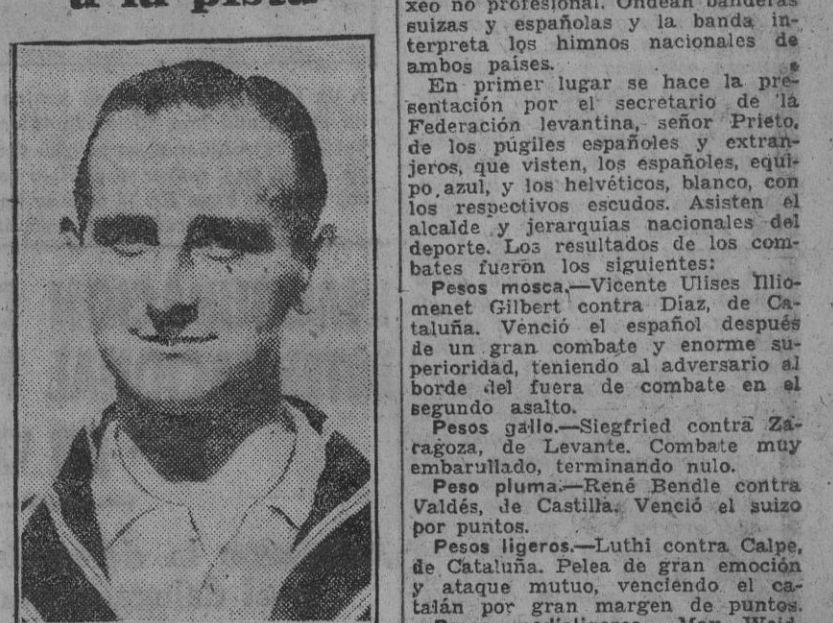 a la pista
xeo no profesional. Ondean banderas
suizas y españolas y la banda in-
terpreta los himnos nacionales de
ambos países.
En primer lugar se hace la pre-
sentación por el secretario de la
Federación levantina, señor Prieto,
de los púgiles españoles y extran-
jeros, que visten, los españoles, equi-
po azul, y los helvéticos, blanco, con
los respectivos escudos. Asisten el
alcalde y jerarquías nacionales del
deporte. Los resultados de los com-
bates fueron los siguientes:
Pesos mosca.—Vicente Ulises Illio-
menet Gilbert contra Díaz, de Ca-
taluña. Venció el español después
de un gran combate y enorme su-
perioridad, teniendo al adversario al
borde del fuera de combate en el
segundo asalto.
Pesos gallo.—Siegfried contra Za-
ragoza, de Levante. Combate muy
embarullado, terminando nulo.
Peso pluma.—René Bendle contra
Valdés, de Castilla. Venció el suizo
por puntos.
Pesos ligeros.—Luthi contra Calpe,
de Cataluña. Pelea de gran emoción
y ataque mutuo, venciendo el ca-
talán por gran margen de puntos.